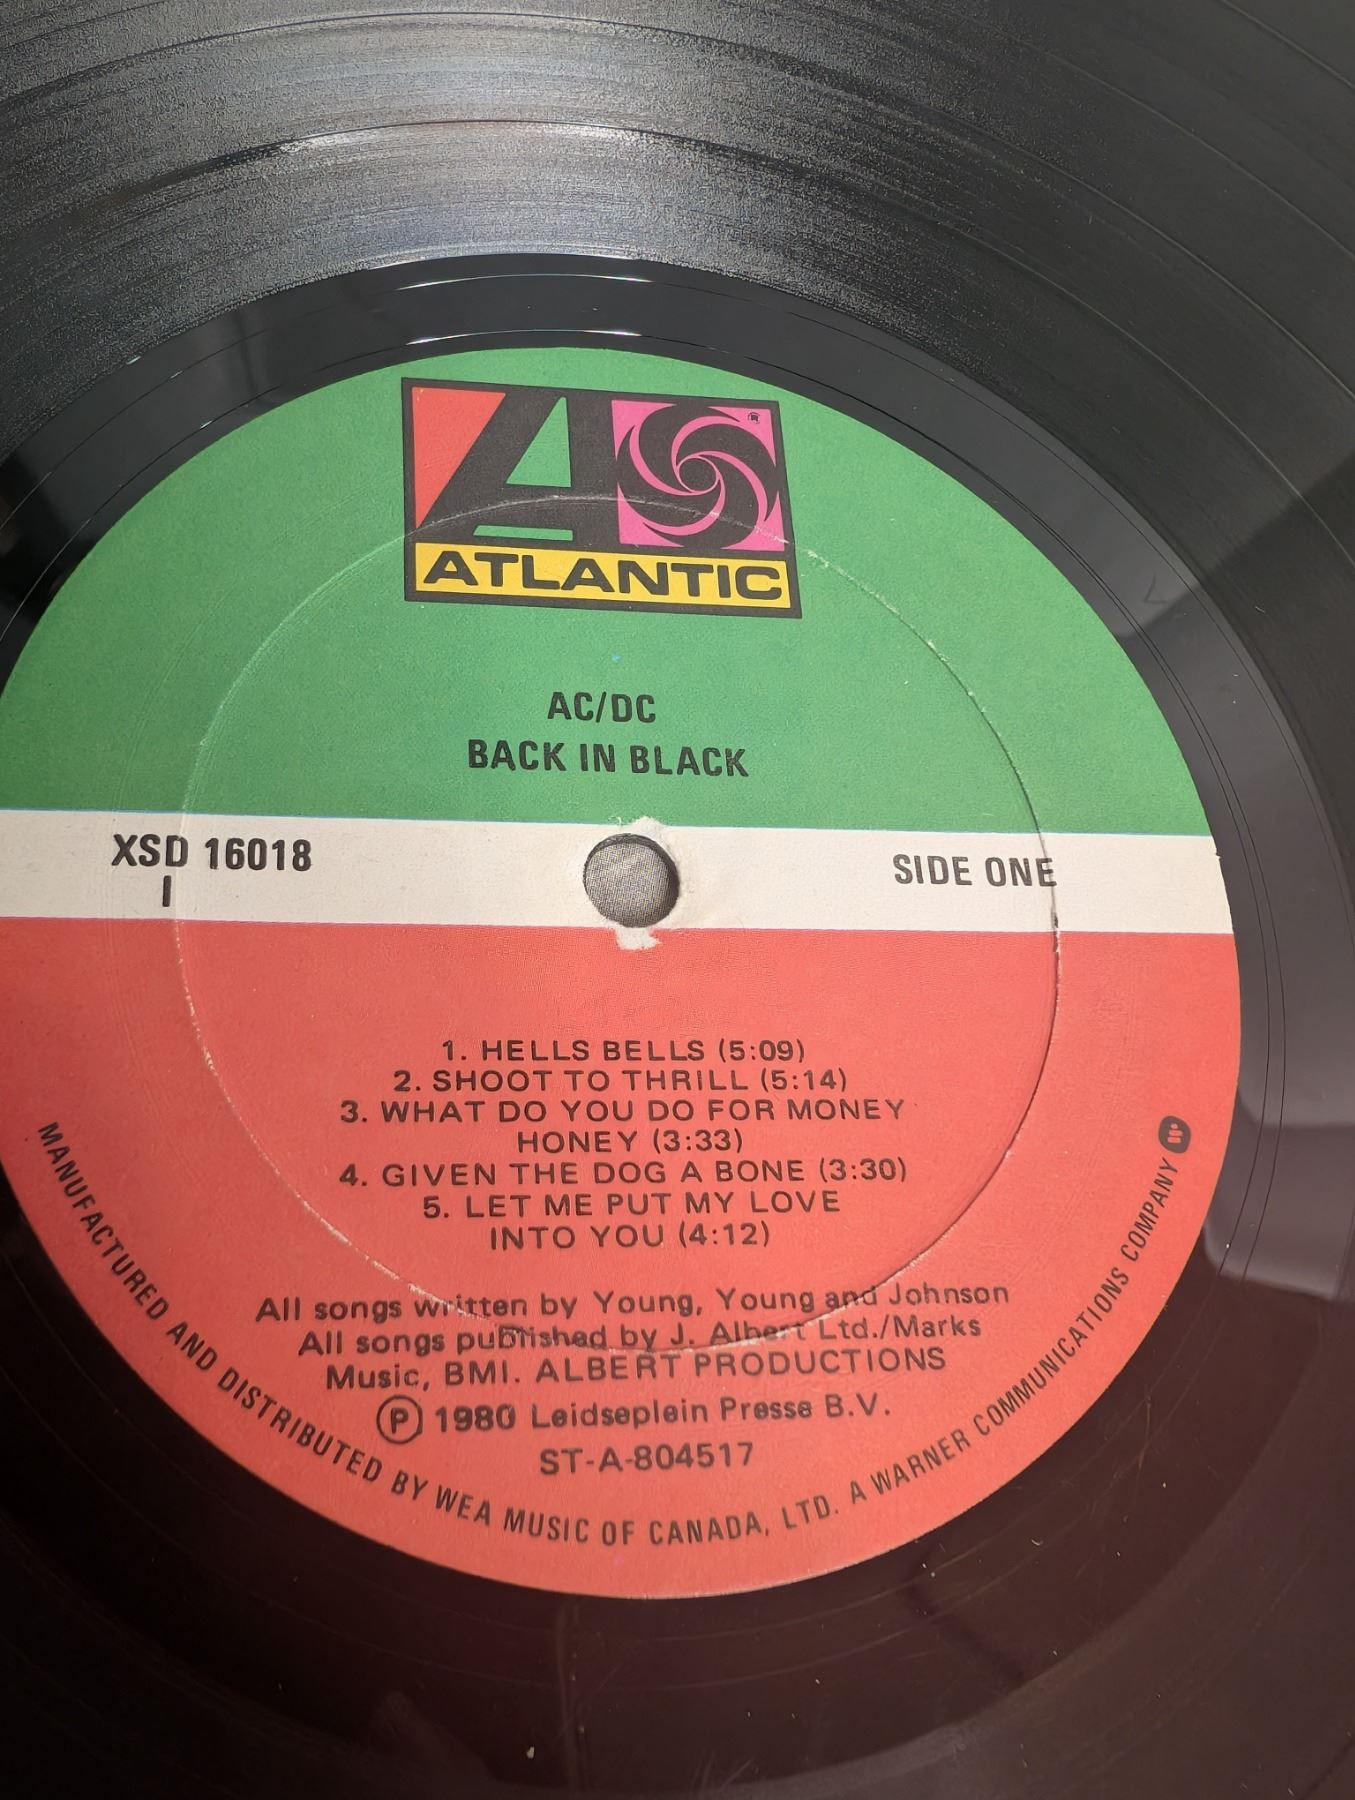 ATLANTIC
AC/DC
BACK IN BLACK
XSD 16018
I
SIDE ONE
1. HELLS BELLS (5:09)
2. SHOOT TO THRILL (5:14)
3. WHAT DO YOU DO FOR MONEY
HONEY (3:33)
4. GIVEN THE DOG A BONE (3:30)
5. LET ME PUT MY LOVE
INTO YOU (4:12)
All songs written by Young, Young and Johnson
All songs published by J. Albert Ltd./Marks
Music, BMI. ALBERT PRODUCTIONS
Ⓟ 1980 Leidseplein Presse B.V.
ST-A-804517
MANUFACTURED AND DISTRIBUTED BY WEA MUSIC OF CANADA, LTD. A WARNER COMMUNICATIONS COMPANY